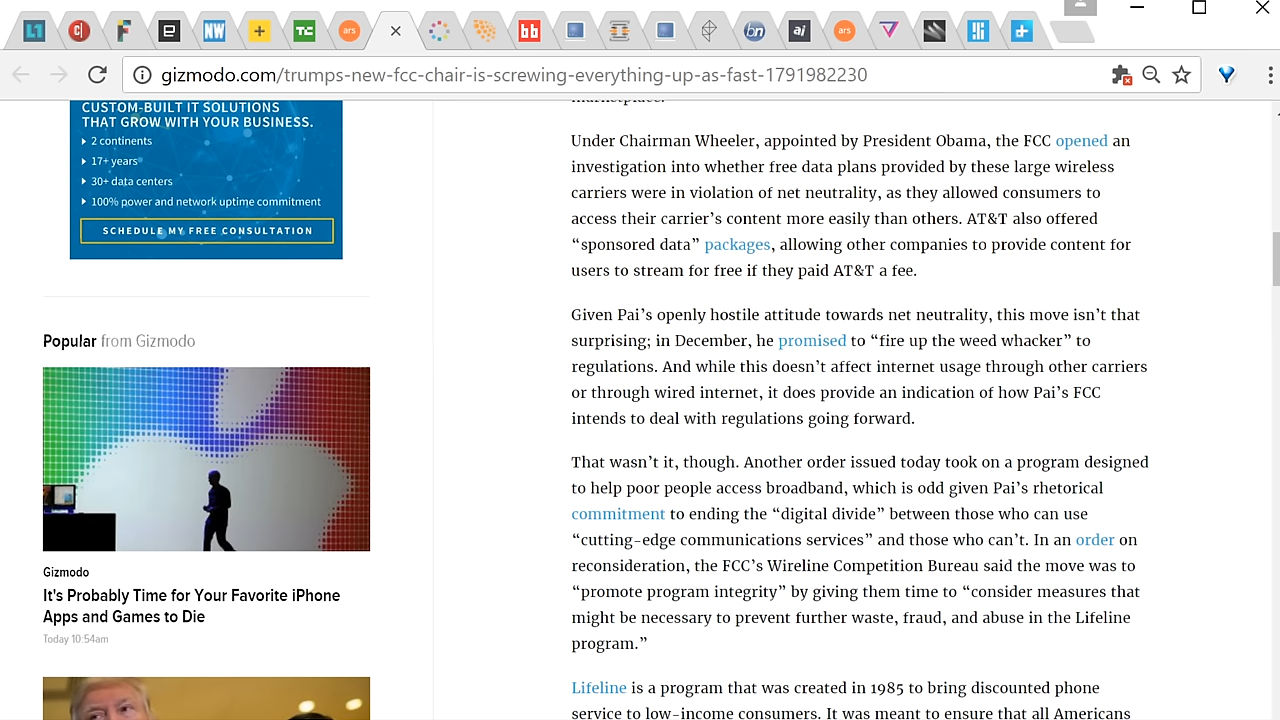 L1
F
e
NW
+
TC
ars
bb
bn
ai
ars
gizmodo.com/trumps-new-fcc-chair-is-screwing-everything-up-as-fast-1791982230
CUSTOM-BUILT IT SOLUTIONS
THAT GROW WITH YOUR BUSINESS.
2 continents
17+ years
30+ data centers
100% power and network uptime commitment
SCHEDULE MY FREE CONSULTATION
Popular from Gizmodo
Gizmodo
It's Probably Time for Your Favorite iPhone
Apps and Games to Die
Today 10:54am
marketplace.
Under Chairman Wheeler, appointed by President Obama, the FCC opened an
investigation into whether free data plans provided by these large wireless
carriers were in violation of net neutrality, as they allowed consumers to
access their carrier’s content more easily than others. AT&T also offered
“sponsored data” packages, allowing other companies to provide content for
users to stream for free if they paid AT&T a fee.
Given Pai’s openly hostile attitude towards net neutrality, this move isn’t that
surprising; in December, he promised to “fire up the weed whacker” to
regulations. And while this doesn’t affect internet usage through other carriers
or through wired internet, it does provide an indication of how Pai’s FCC
intends to deal with regulations going forward.
That wasn’t it, though. Another order issued today took on a program designed
to help poor people access broadband, which is odd given Pai’s rhetorical
commitment to ending the “digital divide” between those who can use
“cutting-edge communications services” and those who can’t. In an order on
reconsideration, the FCC’s Wireline Competition Bureau said the move was to
“promote program integrity” by giving them time to “consider measures that
might be necessary to prevent further waste, fraud, and abuse in the Lifeline
program.”
Lifeline is a program that was created in 1985 to bring discounted phone
service to low-income consumers. It was meant to ensure that all Americans